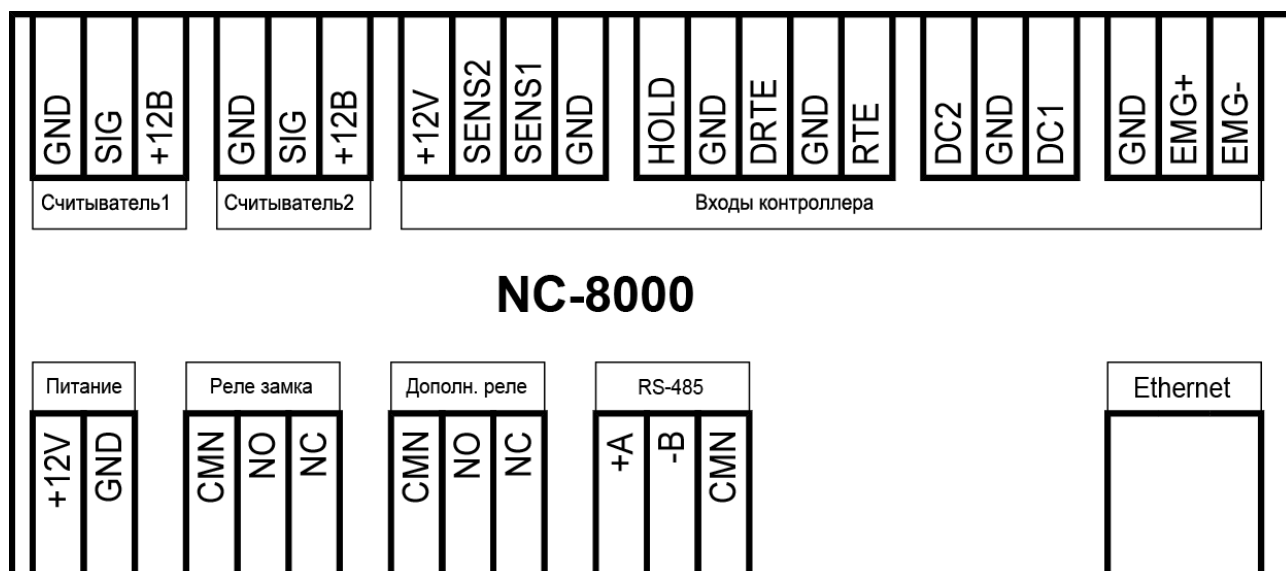 GND SIG +12В GND SIG +12В +12V SENS2 SENS1 GND HOLD GND DRTE GND RTE DC2 GND DC1 GND EMG+ EMG-
Считыватель1 Считыватель2 Входы контроллера
NC-8000
Питание Реле замка Дополн. реле RS-485 Ethernet
+12V GND CMN NO NC CMN NO NC +A -B CMN